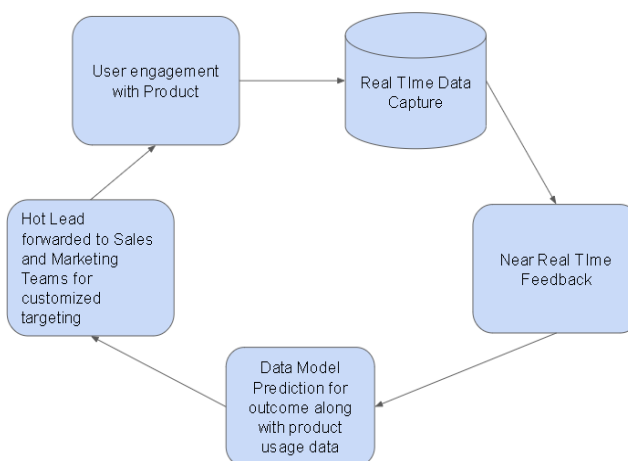 User engagement
with Product
Real TIme Data
Capture
Near Real TIme
Feedback
Data Model
Prediction for
outcome along
with product
usage data
Hot Lead
forwarded to Sales
and Marketing
Teams for
customized
targeting